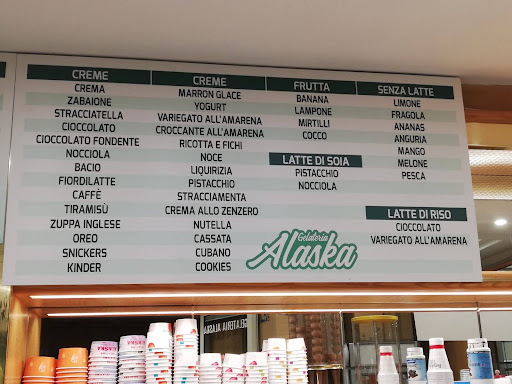 CREME
CREMA
ZABAIONE
STRACCIATELLA
CIOCCOLATO
CIOCCOLATO FONDENTE
NOCCIOLA
BACIO
FIORDILATTE
CAFFÈ
TIRAMISÙ
ZUPPA INGLESE
OREO
SNICKERS
KINDER
CREME
MARRON GLACE
YOGURT
VARIEGATO ALL'AMARENA
CROCCANTE ALL'AMARENA
RICOTTA E FICHI
NOCE
LIQUIRIZIA
PISTACCHIO
STRACCIAMENTA
CREMA ALLO ZENZERO
NUTELLA
CASSATA
CUBANO
COOKIES
FRUTTA
BANANA
LAMPONE
MIRTILLI
COCCO
LATTE DI SOIA
PISTACCHIO
NOCCIOLA
SENZA LATTE
LIMONE
FRAGOLA
ANANAS
ANGURIA
MANGO
MELONE
PESCA
LATTE DI RISO
CIOCCOLATO
VARIEGATO ALL'AMARENA
Gelateria
Alaska
GELATERIA ALASKA